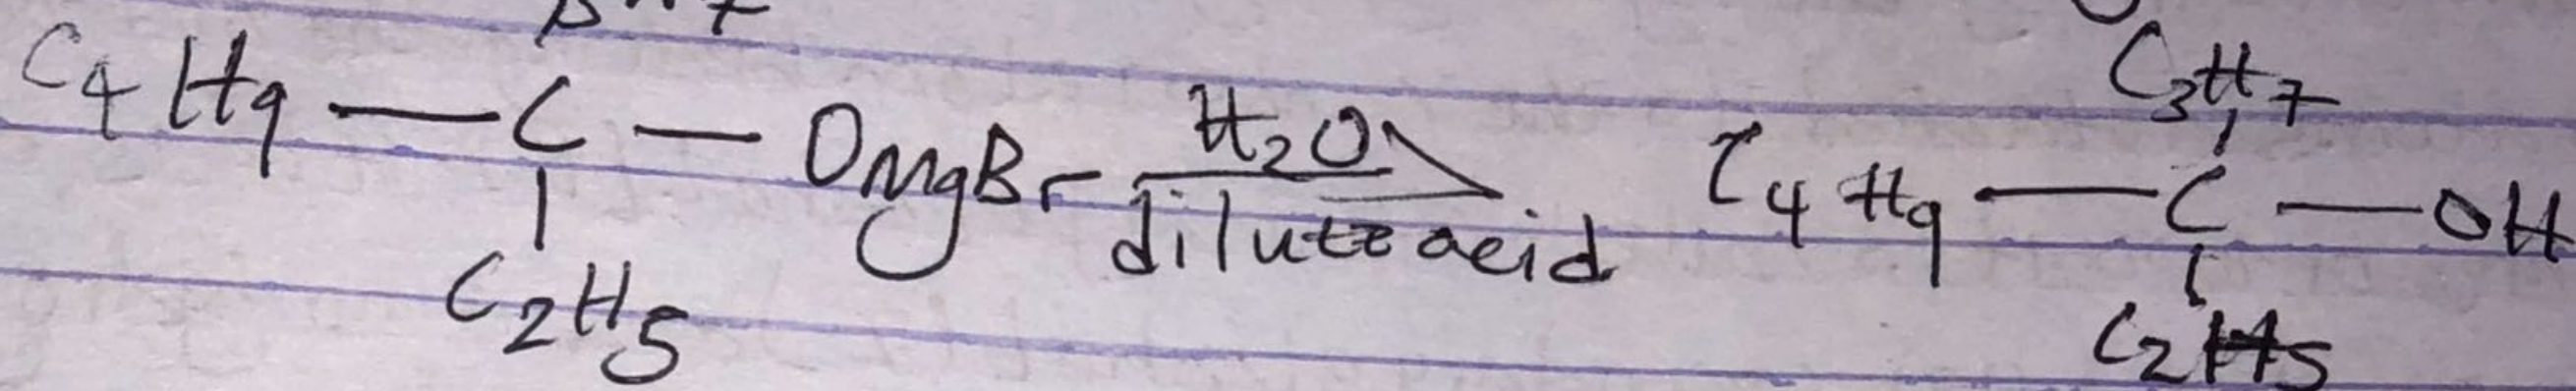 C3H7
C4H9 — C — OMgBr H2O dilute acid C4H9 — C — OH
C2H5 C2H5